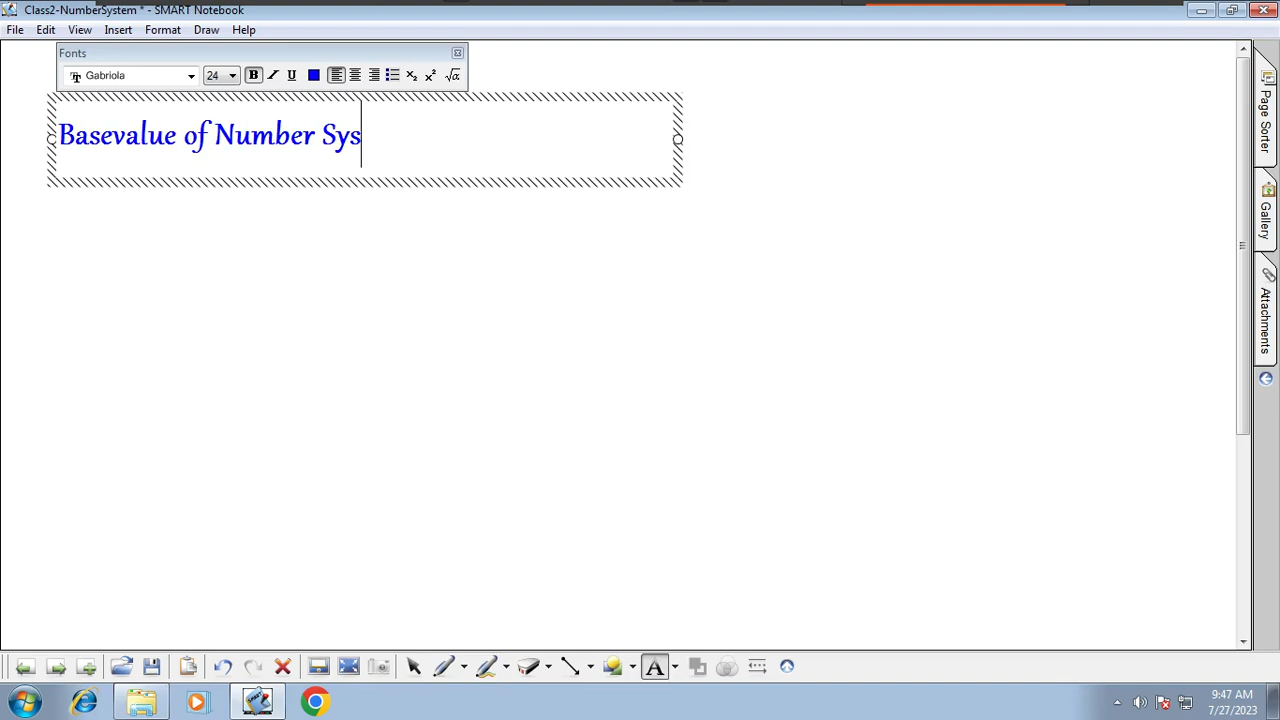 Class2-NumberSystem * - SMART Notebook
File Edit View Insert Format Draw Help
Fonts
Gabriola 24 B I U
Basevalue of Number Sys
Page Sorter
Gallery
Attachments
A
9:47 AM
7/27/2023